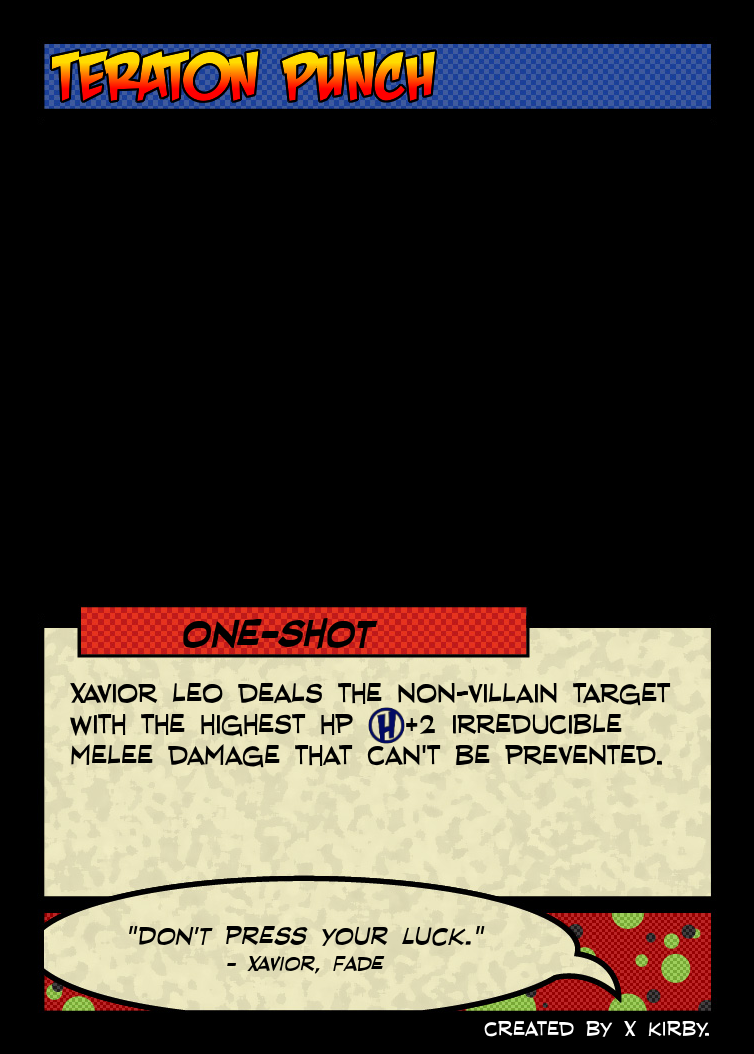 TERATON PUNCH
ONE-SHOT
XAVIOR LEO DEALS THE NON-VILLAIN TARGET
WITH THE HIGHEST HP H+2 IRREDUCIBLE
MELEE DAMAGE THAT CAN'T BE PREVENTED.
"DON'T PRESS YOUR LUCK."
- XAVIOR, FADE
CREATED BY X KIRBY.